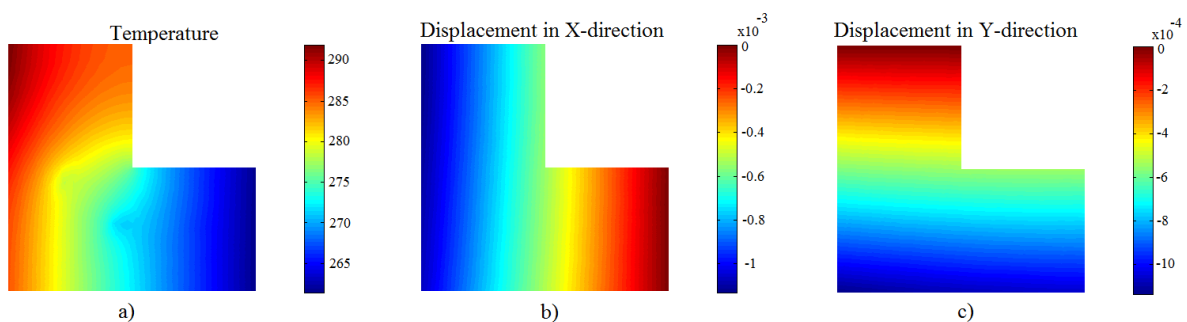 Temperature
290
285
280
275
270
265
a)
Displacement in X-direction
x10-3
0
-0.2
-0.4
-0.6
-0.8
-1
b)
Displacement in Y-direction
x10-4
0
-2
-4
-6
-8
-10
c)